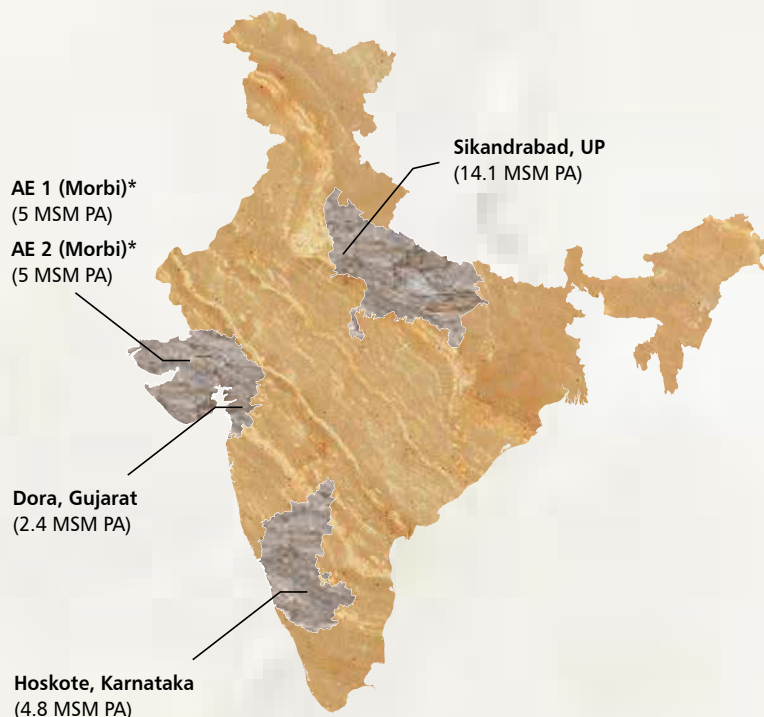 Sikandrabad, UP
(14.1 MSM PA)
AE 1 (Morbi)*
(5 MSM PA)
AE 2 (Morbi)*
(5 MSM PA)
Dora, Gujarat
(2.4 MSM PA)
Hoskote, Karnataka
(4.8 MSM PA)